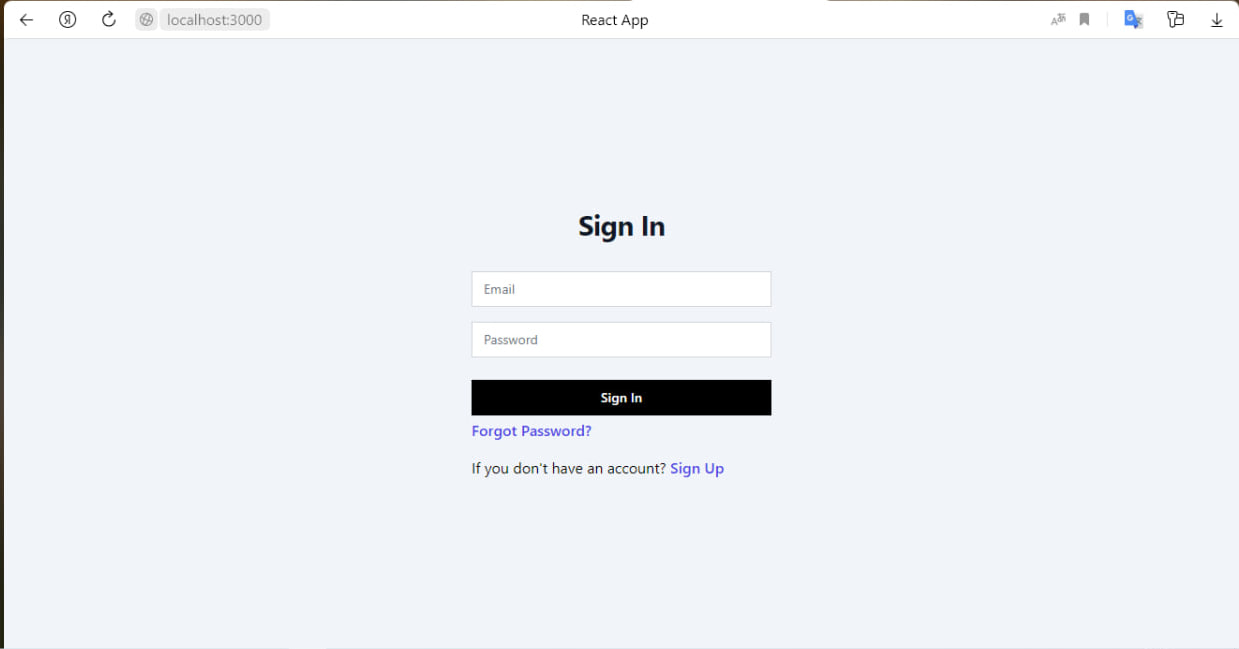 localhost:3000
React App
Sign In
Email
Password
Sign In
Forgot Password?
If you don't have an account? Sign Up